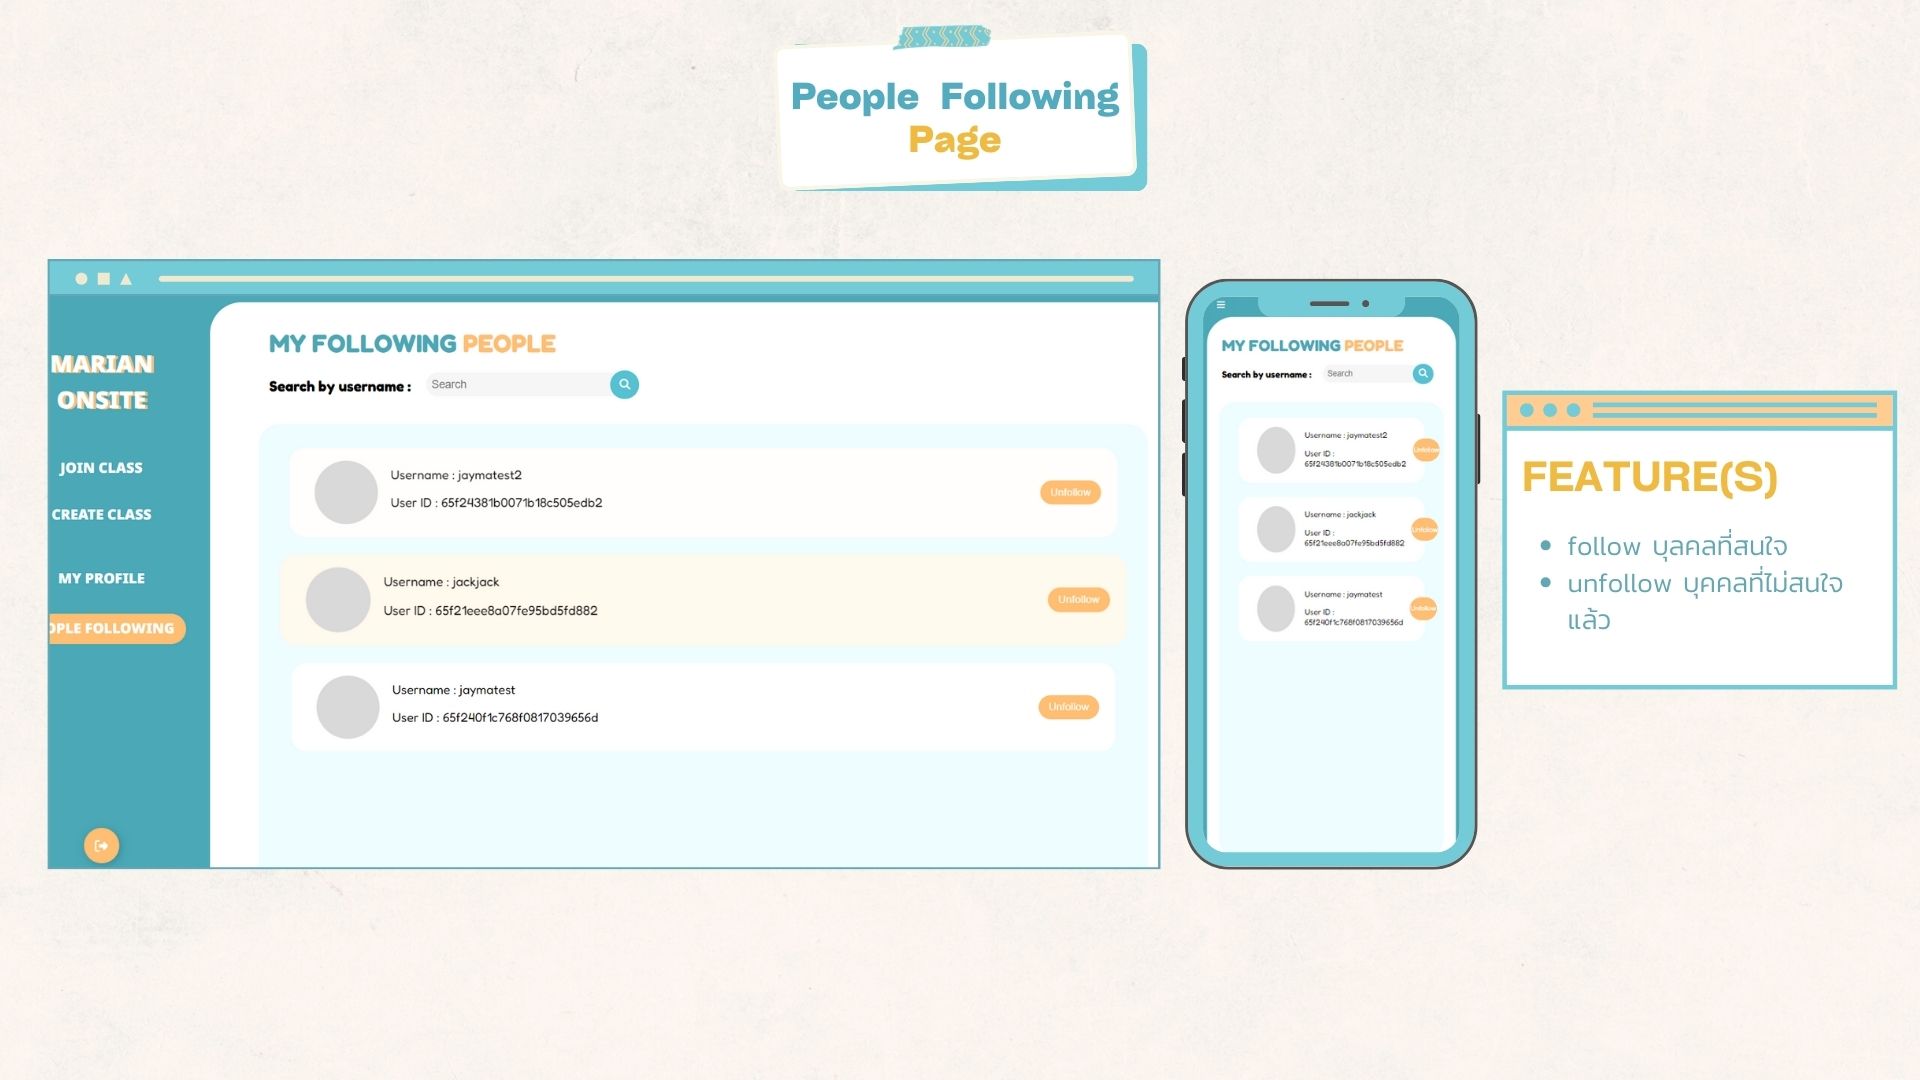 People Following
Page
MARIAN
ONSITE
JOIN CLASS
CREATE CLASS
MY PROFILE
OPLE FOLLOWING
MY FOLLOWING PEOPLE
Search by username :
Search
Username : jaymatest2
User ID : 65f24381b0071b18c505edb2
Unfollow
Username : jackjack
User ID : 65f21eee8a07fe95bd5fd882
Unfollow
Username : jaymatest
User ID : 65f240f1c768f0817039656d
Unfollow
MY FOLLOWING PEOPLE
Search by username :
Search
Username : jaymatest2
User ID :
65f24381b0071b18c505edb2
Unfollow
Username : jackjack
User ID :
65f21eee8a07fe95bd5fd882
Unfollow
Username : jaymatest
User ID :
65f240f1c768f0817039656d
Unfollow
FEATURE(S)
follow บุลคลที่สนใจ
unfollow บุคคลที่ไม่สนใจ
แล้ว